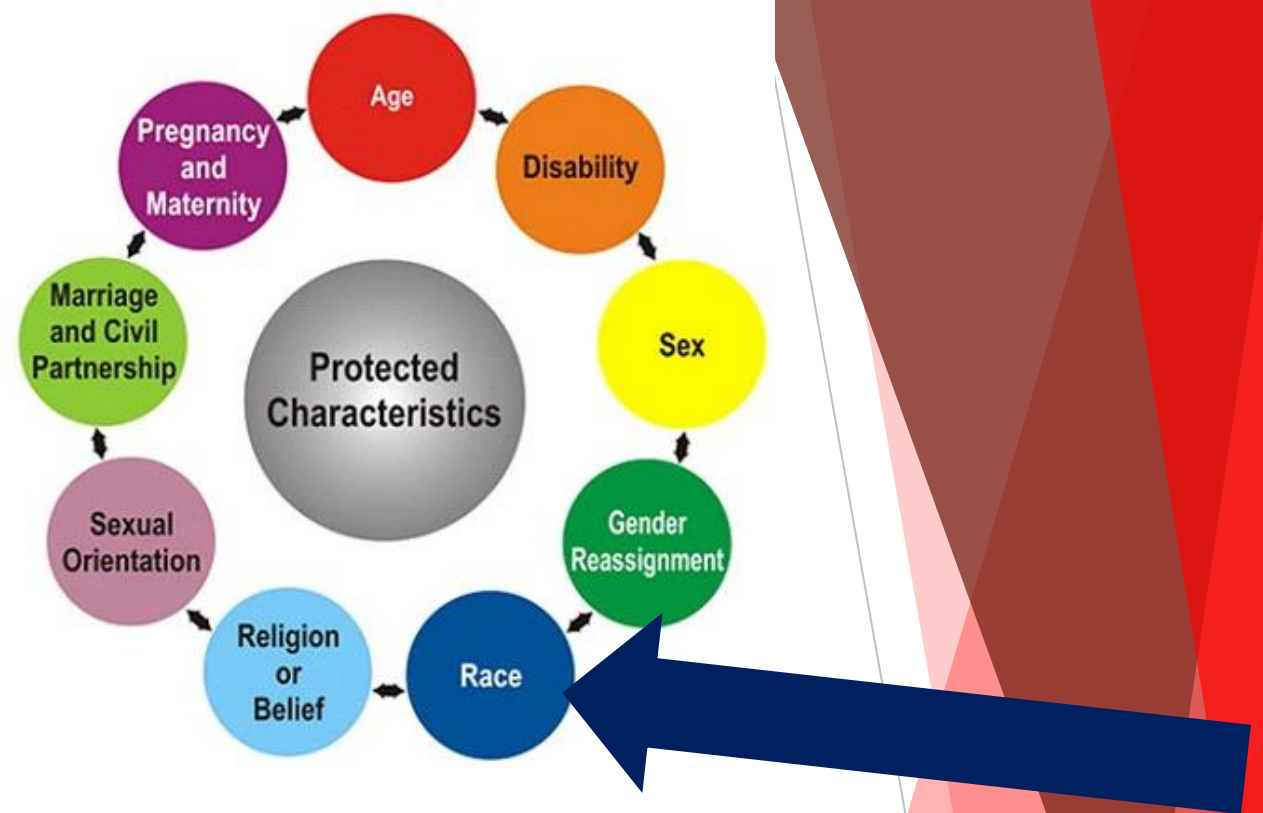 Age
Disability
Sex
Gender
Reassignment
Race
Religion
or
Belief
Sexual
Orientation
Marriage
and Civil
Partnership
Pregnancy
and
Maternity
Protected
Characteristics